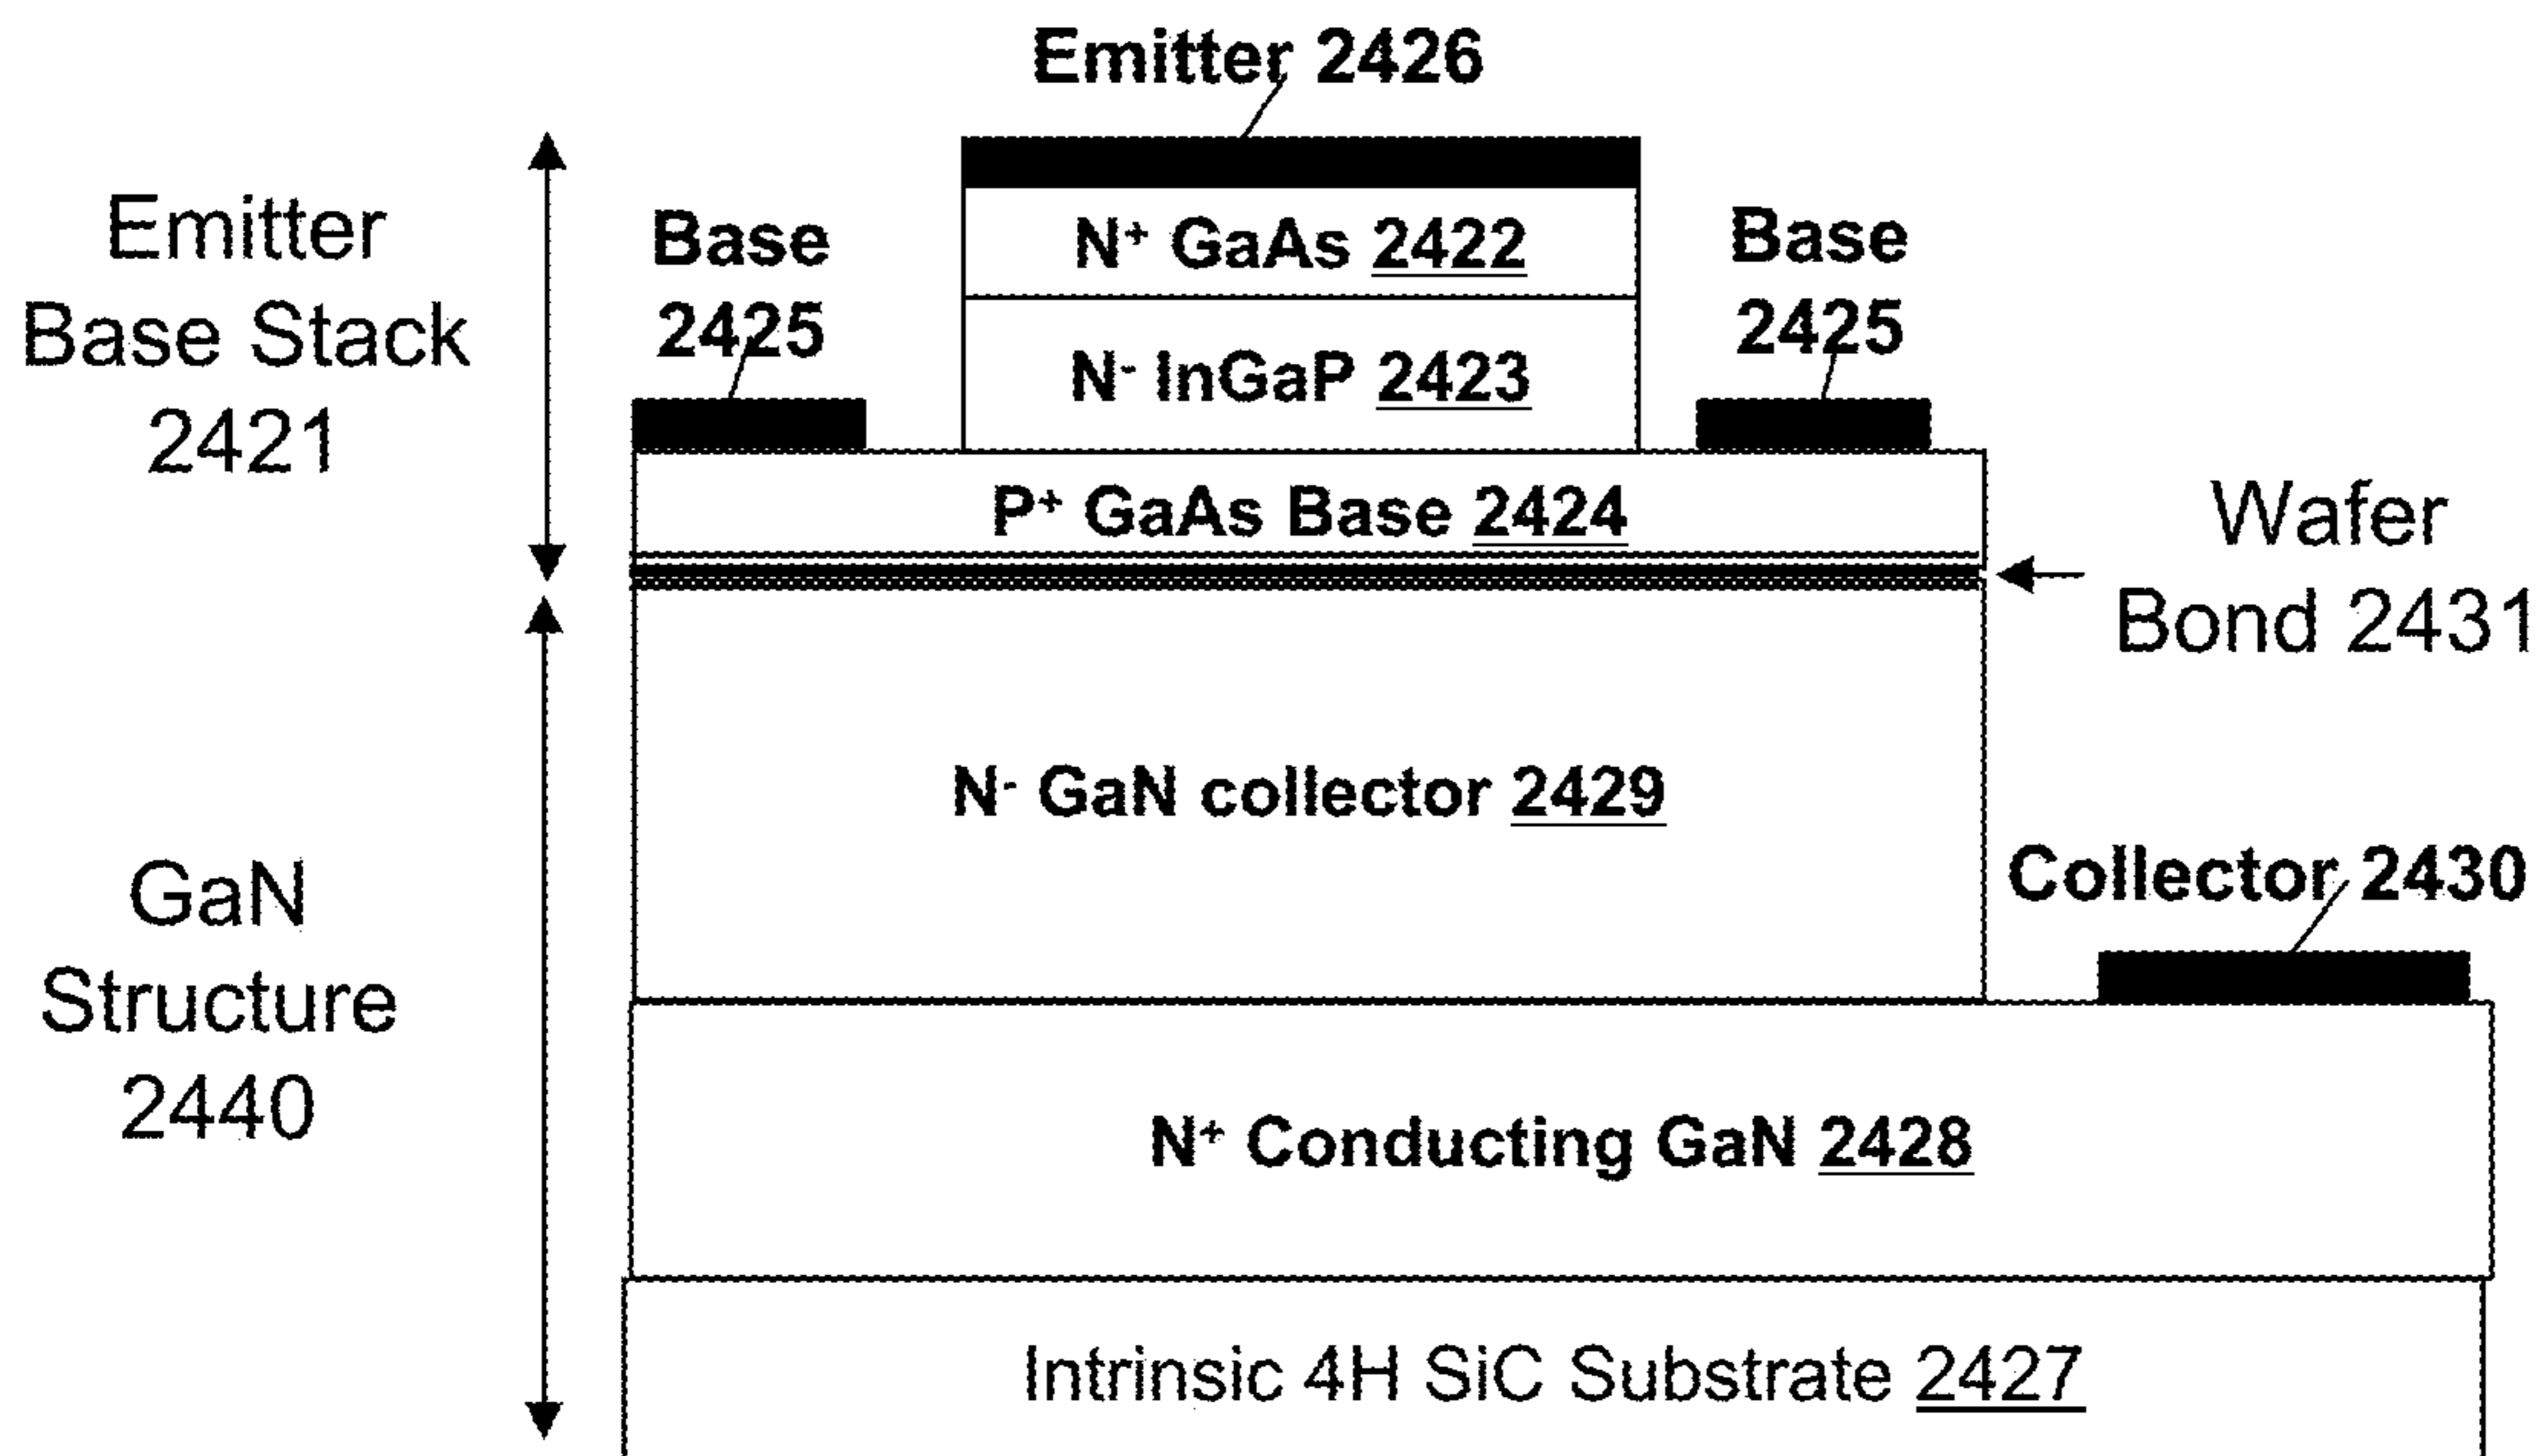 Emitter 2426
Emitter
Base Stack
2421
Base
2425
N⁺ GaAs 2422
N⁻ InGaP 2423
Base
2425
P⁺ GaAs Base 2424
Wafer
Bond 2431
N⁻ GaN collector 2429
Collector 2430
GaN
Structure
2440
N⁺ Conducting GaN 2428
Intrinsic 4H SiC Substrate 2427